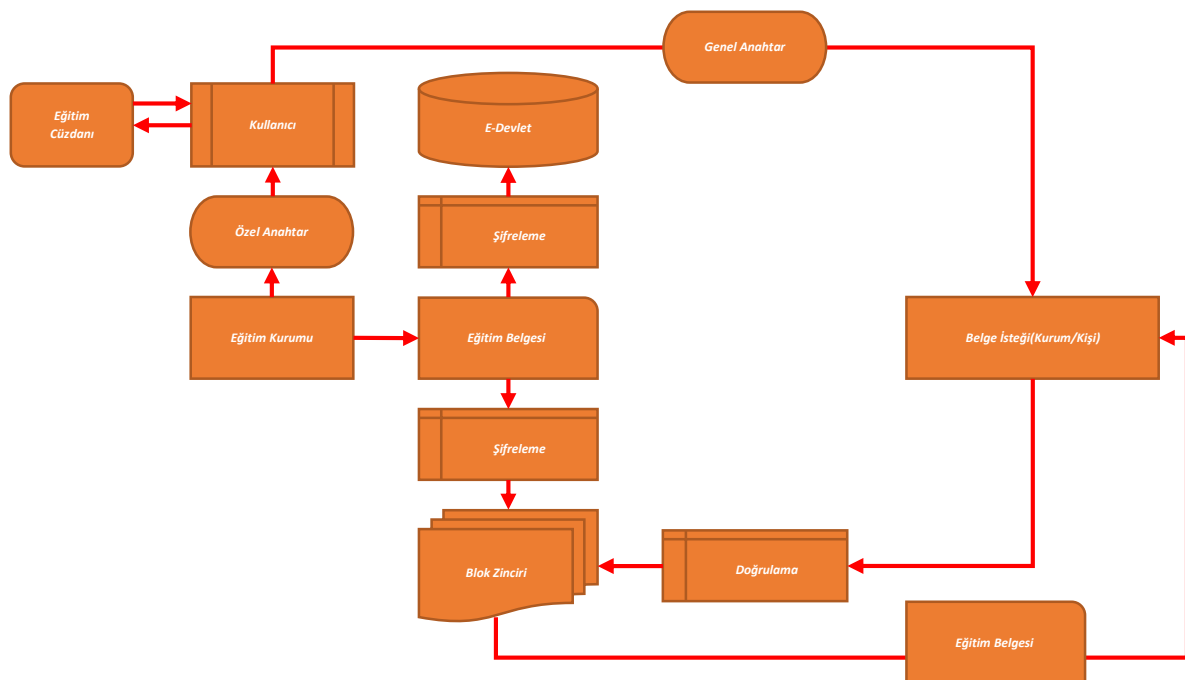 Genel Anahtar
Eğitim
Cüzdanı
Kullanıcı
E-Devlet
Özel Anahtar
Şifreleme
Eğitim Kurumu
Eğitim Belgesi
Belge İsteği(Kurum/Kişi)
Şifreleme
Blok Zinciri
Doğrulama
Eğitim Belgesi